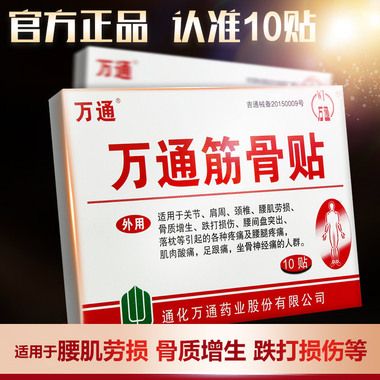 官方正品 认准10贴
万通
万通®
吉通械备20150009号
万通
万通筋骨贴
外用
适用于关节、肩周、颈椎、腰肌劳损、
骨质增生、跌打损伤、腰间盘突出、
落枕等引起的各种疼痛及腰腿疼痛，
肌肉酸痛，足跟痛，坐骨神经痛的人群。
10贴
通化万通药业股份有限公司
适用于腰肌劳损 骨质增生 跌打损伤等